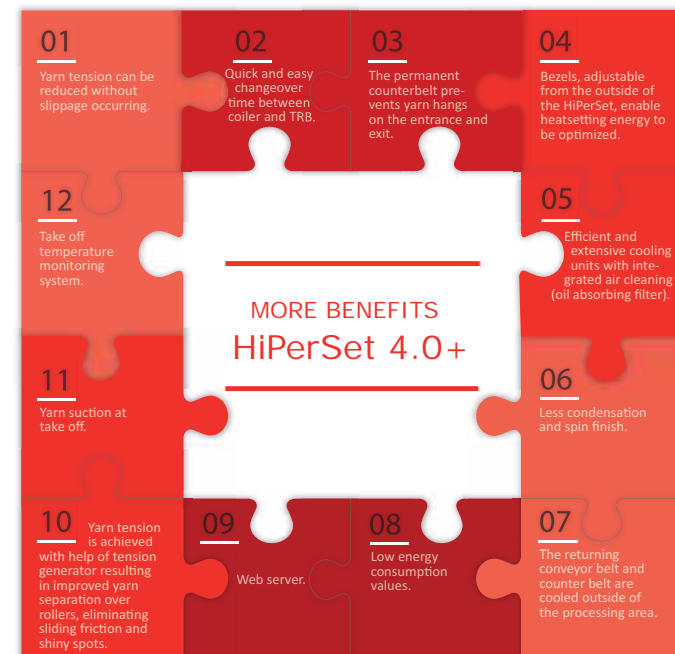 01
Yarn tension can be
reduced without
slippage occurring.
02
Quick and easy
changeover
time between
coiler and TRB.
03
The permanent
counterbelt pre-
vents yarn hangs
on the entrance and
exit.
04
Bezels, adjustable
from the outside of
the HiPerSet, enable
heatsetting energy to
be optimized.
12
Take off
temperature
monitoring
system.
05
Efficient and
extensive cooling
units with inte-
grated air cleaning
(oil absorbing filter).
MORE BENEFITS
HiPerSet 4.0+
11
Yarn suction at
take off.
06
Less condensation
and spin finish.
10
Yarn tension
is achieved
with help of tension
generator resulting
in improved yarn
separation over
rollers, eliminating
sliding friction and
shiny spots.
09
Web server.
08
Low energy
consumption
values.
07
The returning
conveyor belt and
counter belt are
cooled outside of
the processing area.